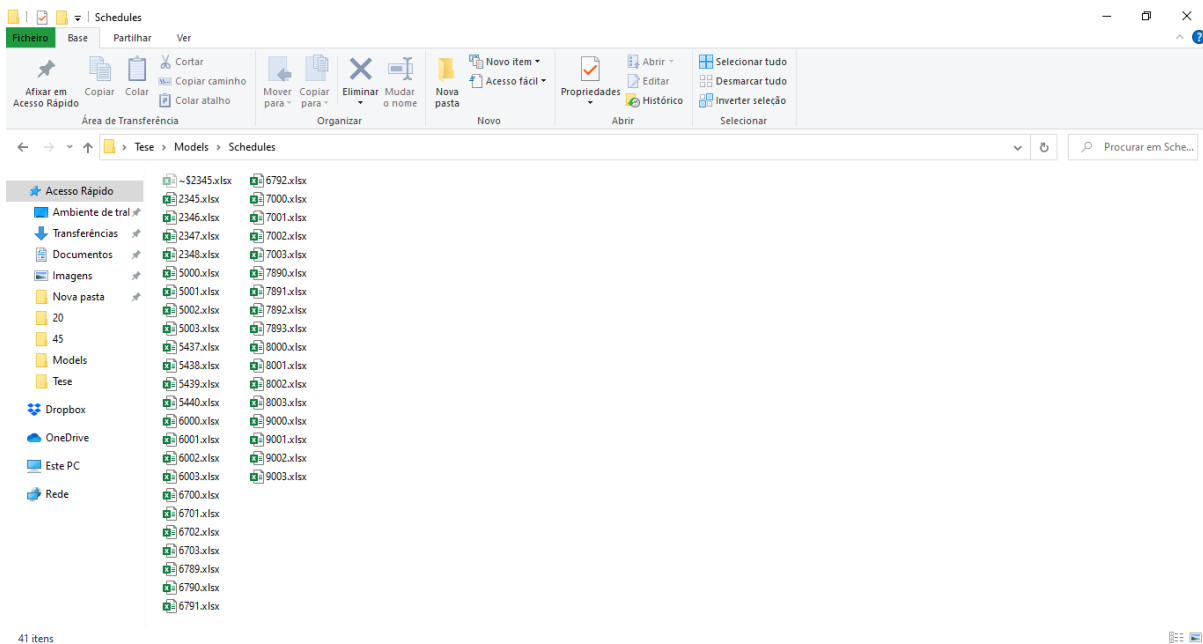 Schedules
Ficheiro Base Partilhar Ver
Afixar em Acesso Rápido
Copiar
Colar
Cortar
Copiar caminho
Colar atalho
Área de Transferência
Mover para
Copiar para
Eliminar
Mudar o nome
Organizar
Nova pasta
Novo item
Acesso fácil
Novo
Propriedades
Abrir
Editar
Histórico
Abrir
Selecionar tudo
Desmarcar tudo
Inverter seleção
Selecionar
Tese > Models > Schedules
Procurar em Sche...
Acesso Rápido
Ambiente de tral
Transferências
Documentos
Imagens
Nova pasta
20
45
Models
Tese
Dropbox
OneDrive
Este PC
Rede
~$2345.xlsx
2345.xlsx
2346.xlsx
2347.xlsx
2348.xlsx
5000.xlsx
5001.xlsx
5002.xlsx
5003.xlsx
5437.xlsx
5438.xlsx
5439.xlsx
5440.xlsx
6000.xlsx
6001.xlsx
6002.xlsx
6003.xlsx
6700.xlsx
6701.xlsx
6702.xlsx
6703.xlsx
6789.xlsx
6790.xlsx
6791.xlsx
6792.xlsx
7000.xlsx
7001.xlsx
7002.xlsx
7003.xlsx
7890.xlsx
7891.xlsx
7892.xlsx
7893.xlsx
8000.xlsx
8001.xlsx
8002.xlsx
8003.xlsx
9000.xlsx
9001.xlsx
9002.xlsx
9003.xlsx
41 itens